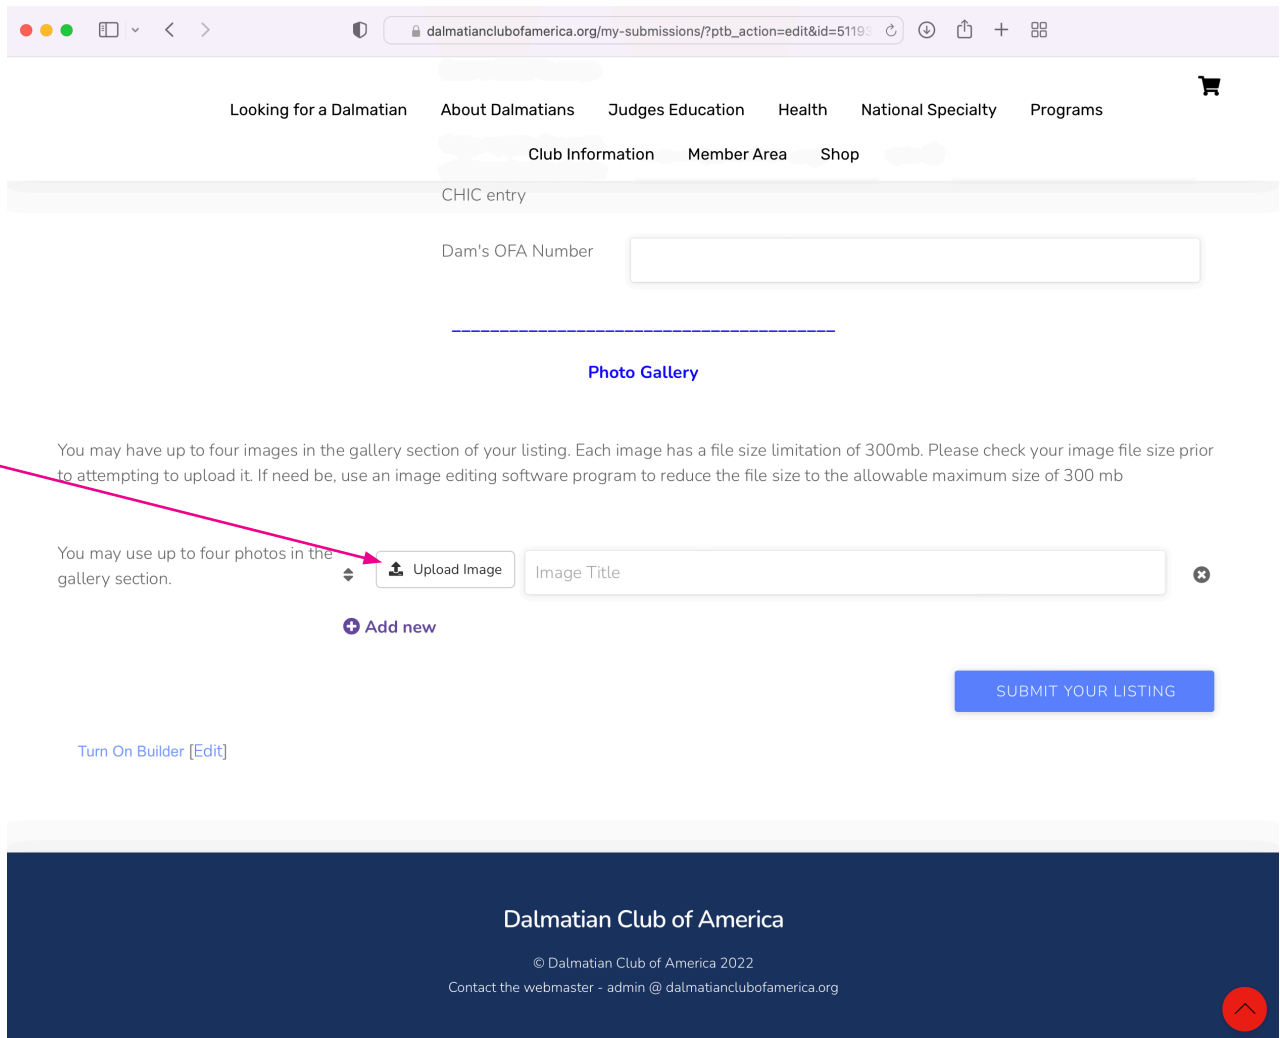 dalmatianclubofamerica.org/my-submissions/?ptb_action=edit&id=5119
Looking for a Dalmatian About Dalmatians Judges Education Health National Specialty Programs
Club Information Member Area Shop
CHIC entry
Dam's OFA Number
________________________________________
Photo Gallery
You may have up to four images in the gallery section of your listing. Each image has a file size limitation of 300mb. Please check your image file size prior
to attempting to upload it. If need be, use an image editing software program to reduce the file size to the allowable maximum size of 300 mb
You may use up to four photos in the
gallery section.
Upload Image
Image Title
Add new
SUBMIT YOUR LISTING
Turn On Builder [Edit]
Dalmatian Club of America
© Dalmatian Club of America 2022
Contact the webmaster - admin @ dalmatianclubofamerica.org